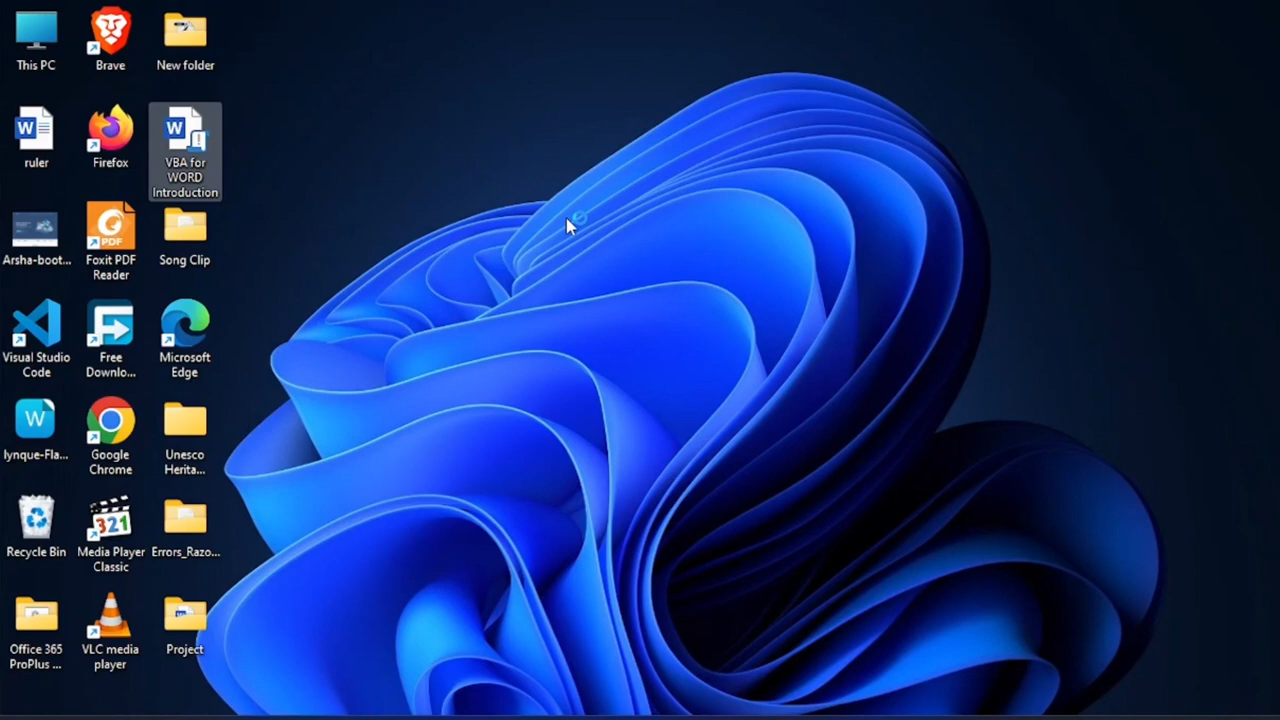 This PC
Brave
New folder
ruler
Firefox
VBA for
WORD
Introduction
Arsha-boot...
Foxit PDF
Reader
Song Clip
Visual Studio
Code
Free
Downlo...
Microsoft
Edge
lynque-Fla...
Google
Chrome
Unesco
Herita...
Recycle Bin
Media Player
Classic
Errors_Razo...
Office 365
ProPlus ...
VLC media
player
Project